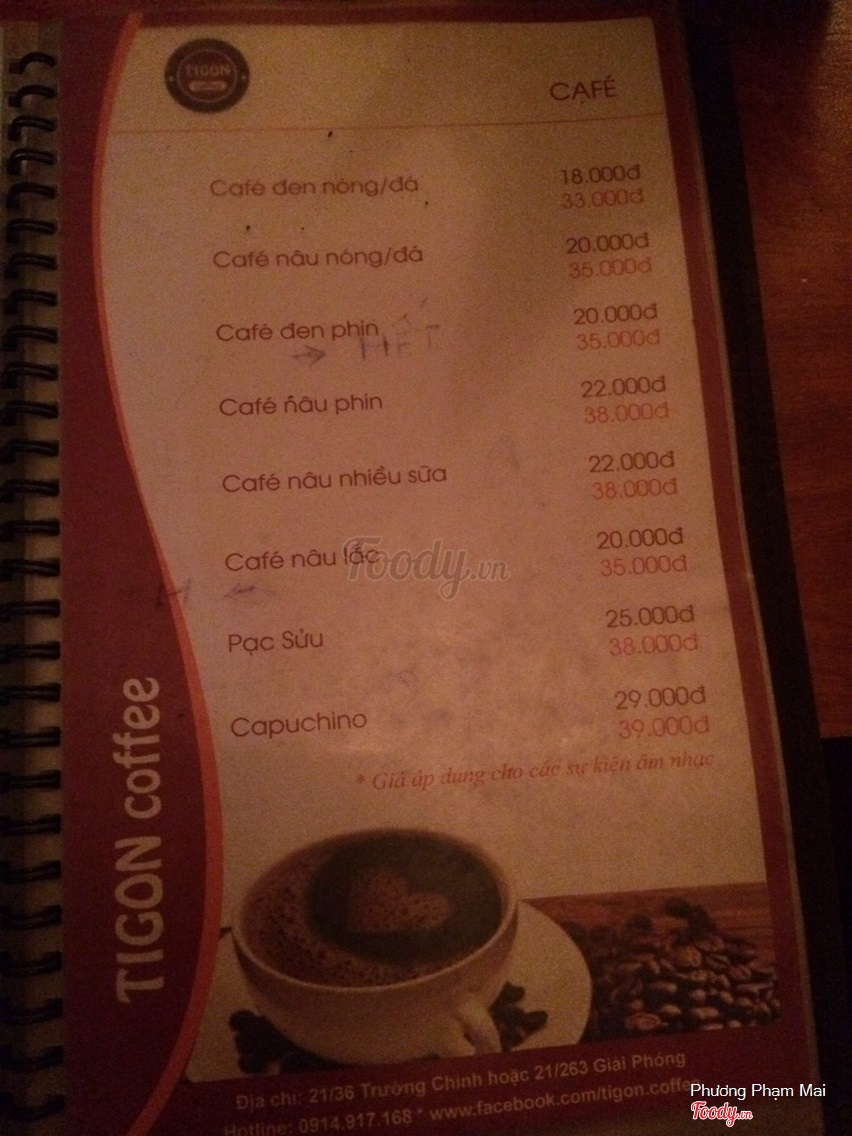 TIGON
coffee
CAFÉ
Café đen nóng/đá 18.000đ
33.000đ
Café nâu nóng/đá 20.000đ
35.000đ
Café đen phin 20.000đ
→ HẾT 35.000đ
Café nâu phin 22.000đ
38.000đ
Café nâu nhiều sữa 22.000đ
38.000đ
Café nâu lắc 20.000đ
35.000đ
Foody.vn
Pạc Sửu 25.000đ
38.000đ
Capuchino 29.000đ
39.000đ
* Giá áp dụng cho các sự kiện âm nhạc
TIGON coffee
Địa chỉ: 21/36 Trường Chinh hoặc 21/263 Giải Phóng
Hotline: 0914.917.168 * www.facebook.com/tigon.coffe
Phương Phạm Mai
Foody.vn